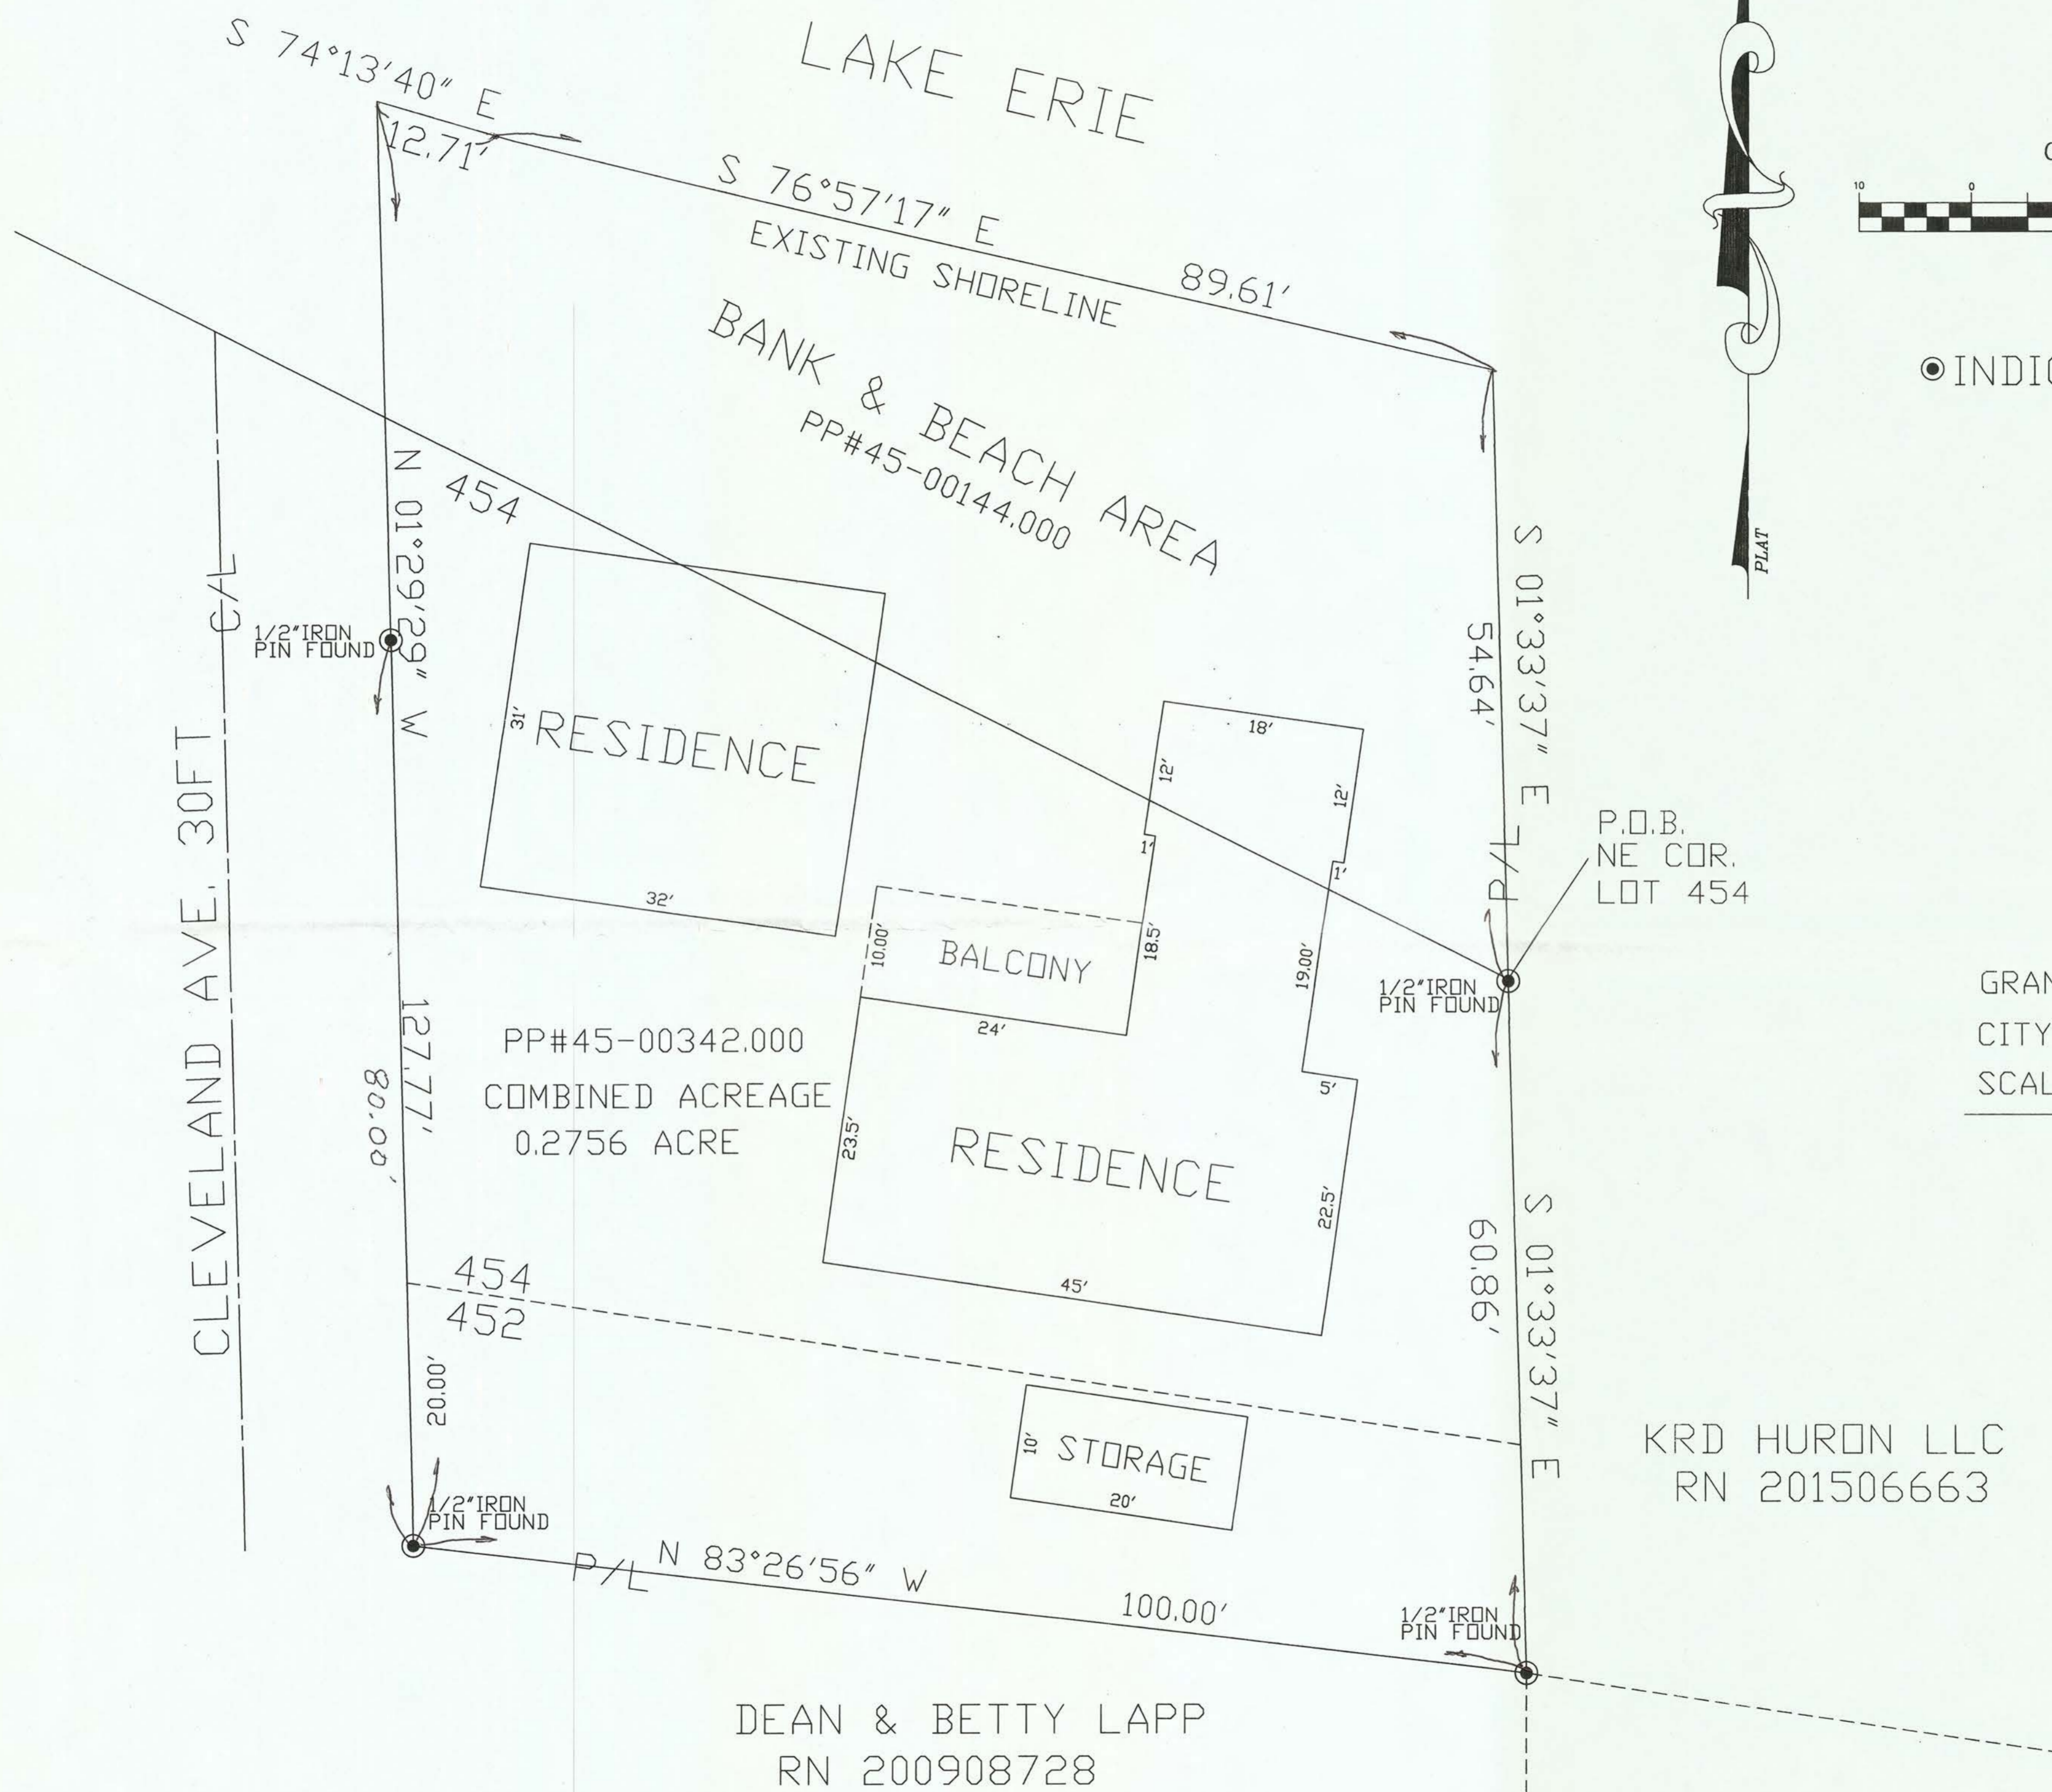 LAKE ERIE
S 74°13'40" E
12.71'
S 76°57'17" E
89.61'
EXISTING SHORELINE
BANK & BEACH AREA
PP#45-00144.000
10
0
PLAT
454
N 01°29'29" W
C/L
1/2"IRON
PIN FOUND
CLEVELAND AVE. 30FT
31'
RESIDENCE
32'
18'
12'
12'
1'
1'
S 01°33'37" E
54.64'
P/L
P.O.B.
NE COR.
LOT 454
1/2"IRON
PIN FOUND
10.00'
BALCONY
18.5'
19.00'
24'
5'
PP#45-00342.000
COMBINED ACREAGE
0.2756 ACRE
127.77'
80.00'
23.5'
RESIDENCE
22.5'
45'
S 01°33'37" E
60.86'
454
452
20.00'
10'
STORAGE
20'
1/2"IRON
PIN FOUND
P/L
N 83°26'56" W
100.00'
1/2"IRON
PIN FOUND
KRD HURON LLC
RN 201506663
DEAN & BETTY LAPP
RN 200908728
CITY